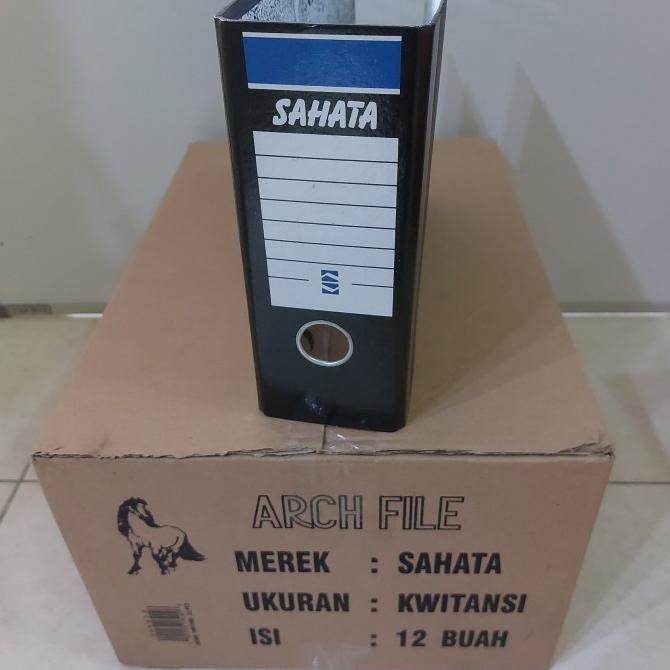 SAHATA
ARCH FILE
MEREK : SAHATA
UKURAN : KWITANSI
ISI : 12 BUAH